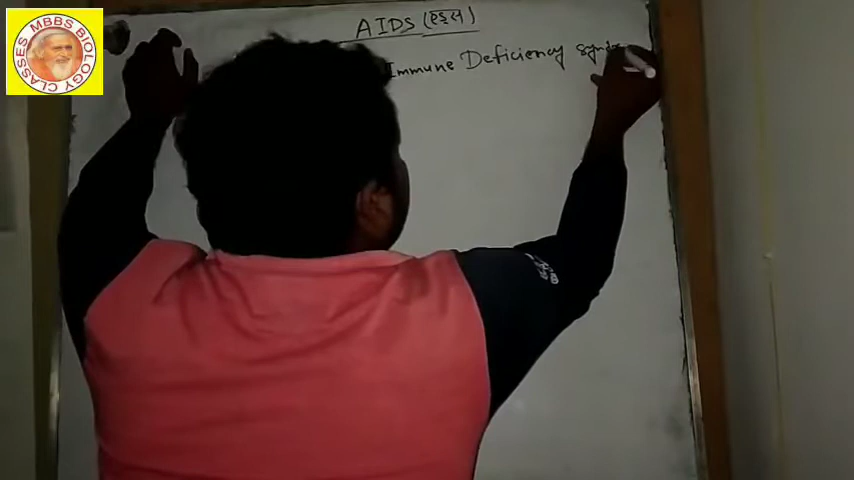 MBBS BIOLOGY CLASSES
AIDS (एड्स)
Immune Deficiency